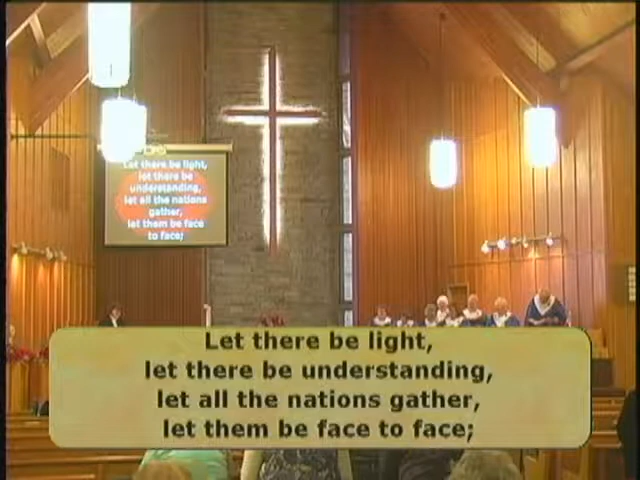 Let there be light,
let there be
understanding,
let all the nations
gather,
let them be face
to face;
Let there be light,
let there be understanding,
let all the nations gather,
let them be face to face;